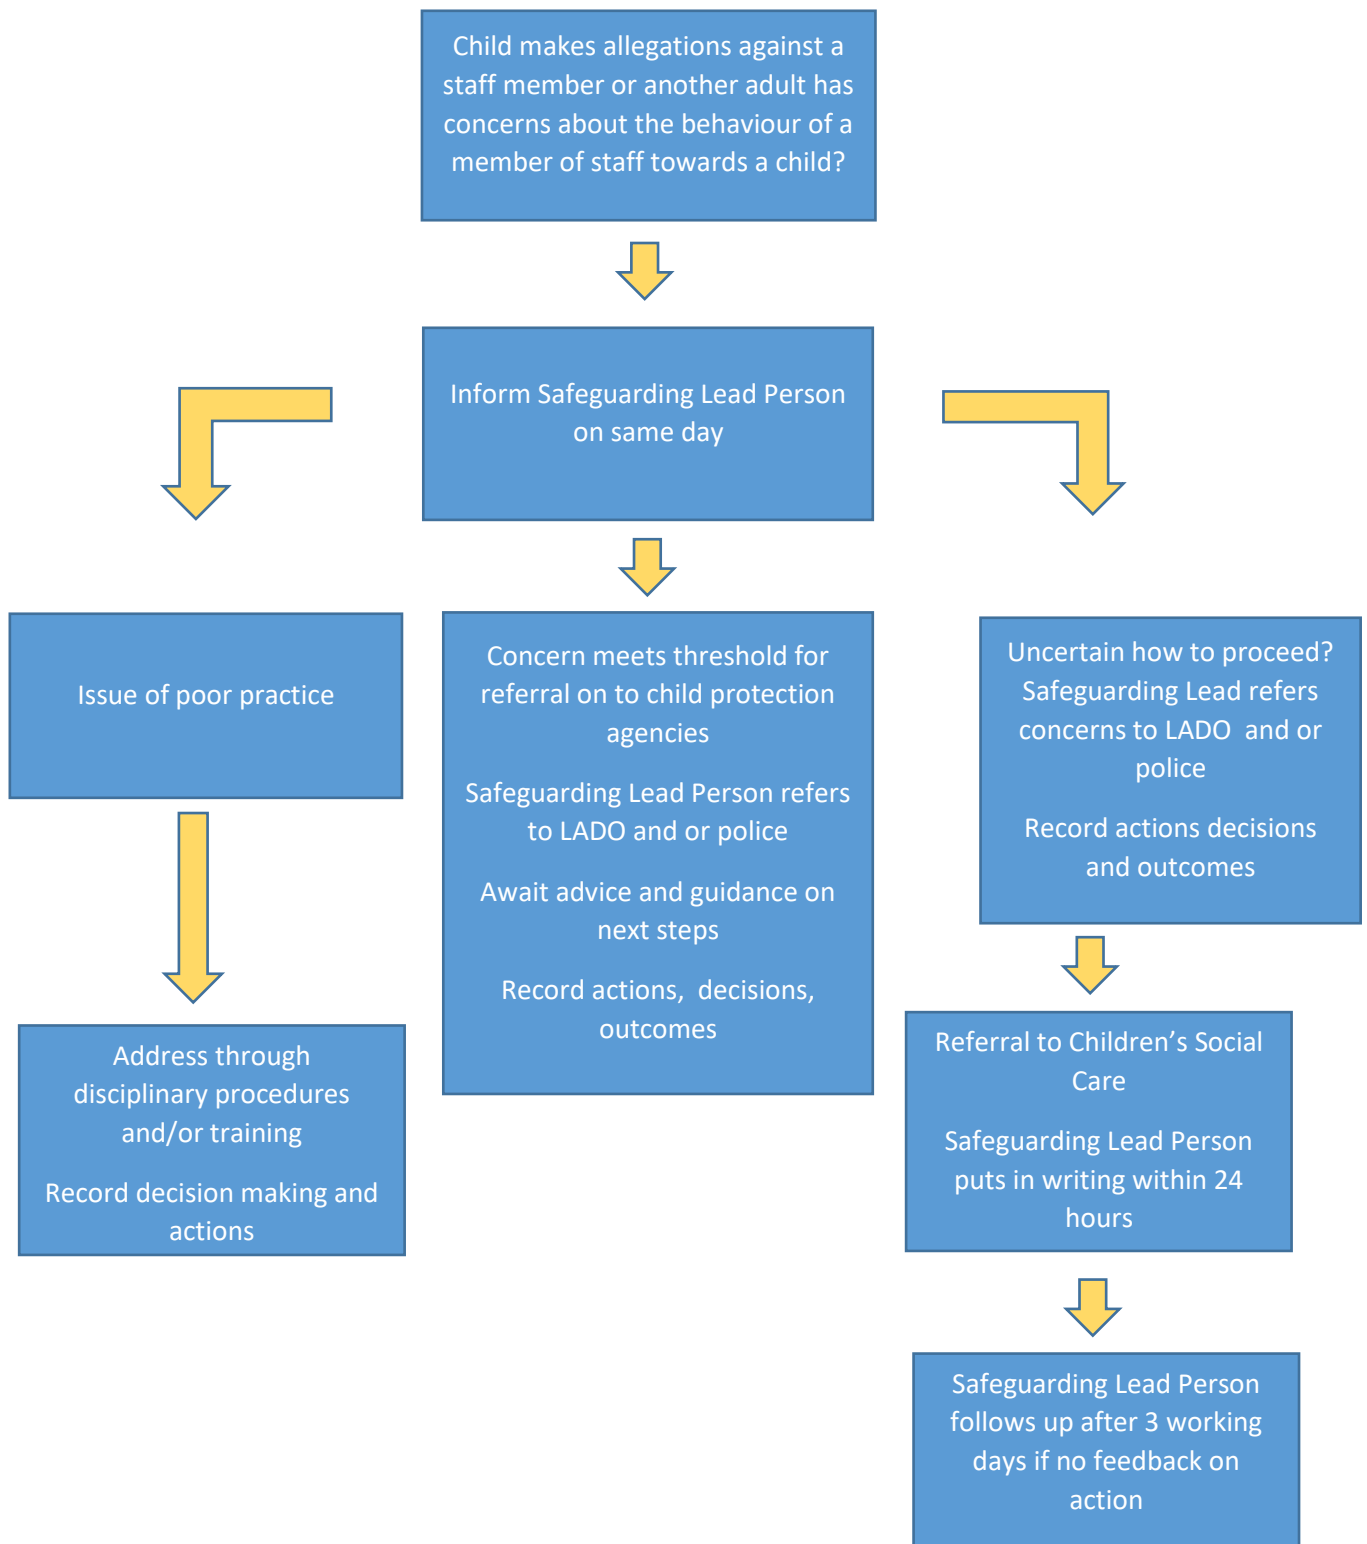 Child makes allegations against a
staff member or another adult has
concerns about the behaviour of a
member of staff towards a child?
Inform Safeguarding Lead Person
on same day
Issue of poor practice
Address through
disciplinary procedures
and/or training
Record decision making and
actions
Concern meets threshold for
referral on to child protection
agencies
Safeguarding Lead Person refers
to LADO and or police
Await advice and guidance on
next steps
Record actions, decisions,
outcomes
Uncertain how to proceed?
Safeguarding Lead refers
concerns to LADO and or
police
Record actions decisions
and outcomes
Referral to Children’s Social
Care
Safeguarding Lead Person
puts in writing within 24
hours
Safeguarding Lead Person
follows up after 3 working
days if no feedback on
action